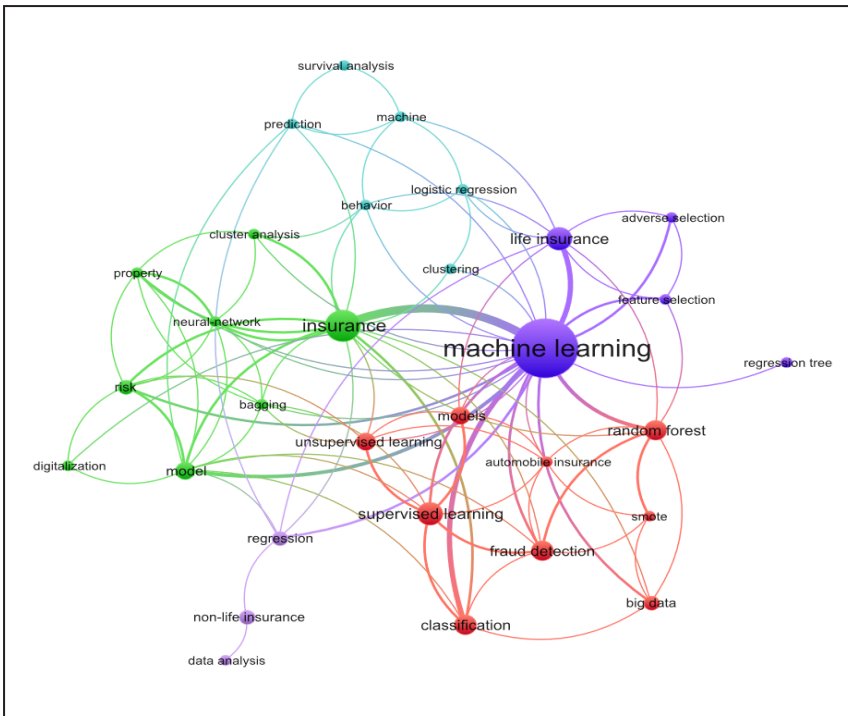 survival analysis
machine
prediction
logistic regression
behavior
adverse selection
cluster analysis
life insurance
clustering
property
feature selection
neural-network
insurance
machine learning
regression tree
risk
bagging
models
random forest
unsupervised learning
automobile insurance
digitalization
model
supervised learning
smote
regression
fraud detection
big data
non-life insurance
classification
data analysis